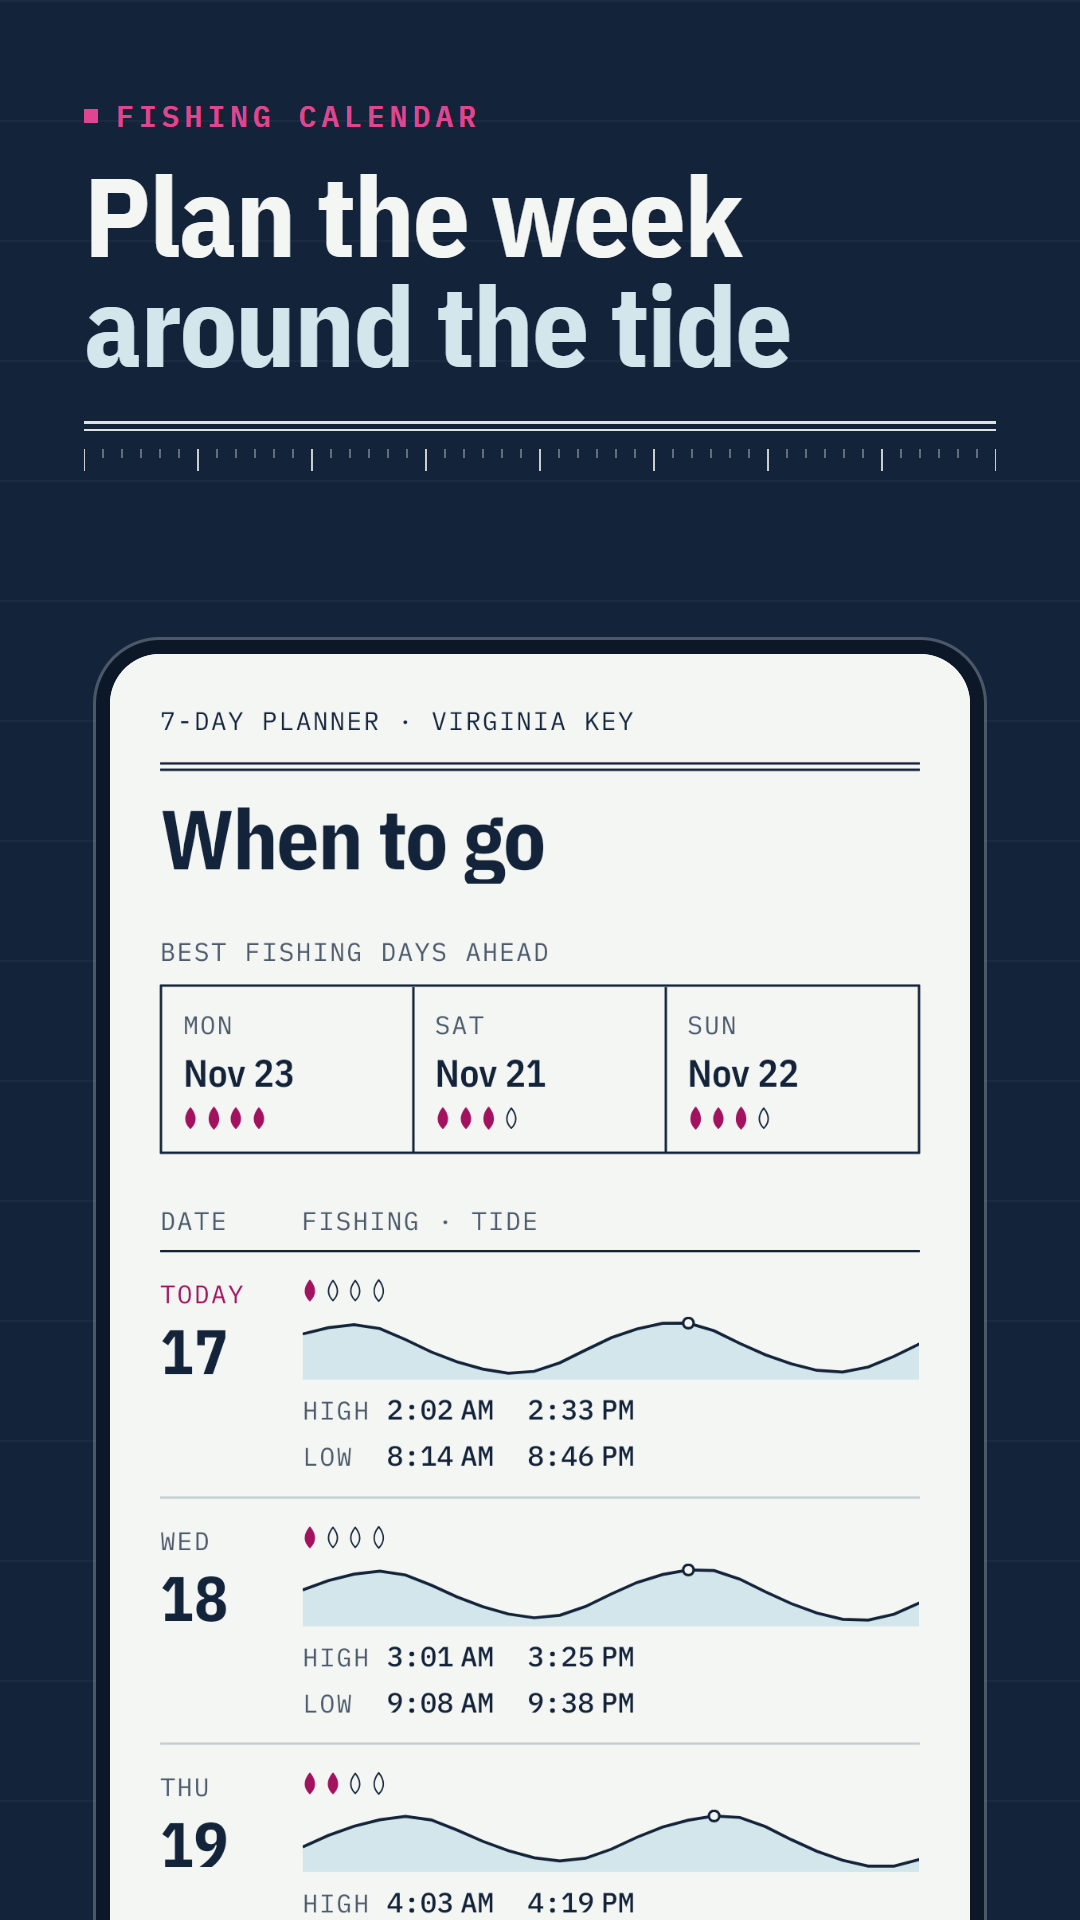 FISHING CALENDAR
Plan the week
around the tide
7-DAY PLANNER · VIRGINIA KEY
When to go
BEST FISHING DAYS AHEAD
MON
Nov 23
SAT
Nov 21
SUN
Nov 22
DATE FISHING · TIDE
TODAY
17
HIGH 2:02 AM 2:33 PM
LOW 8:14 AM 8:46 PM
WED
18
HIGH 3:01 AM 3:25 PM
LOW 9:08 AM 9:38 PM
THU
19
HIGH 4:03 AM 4:19 PM